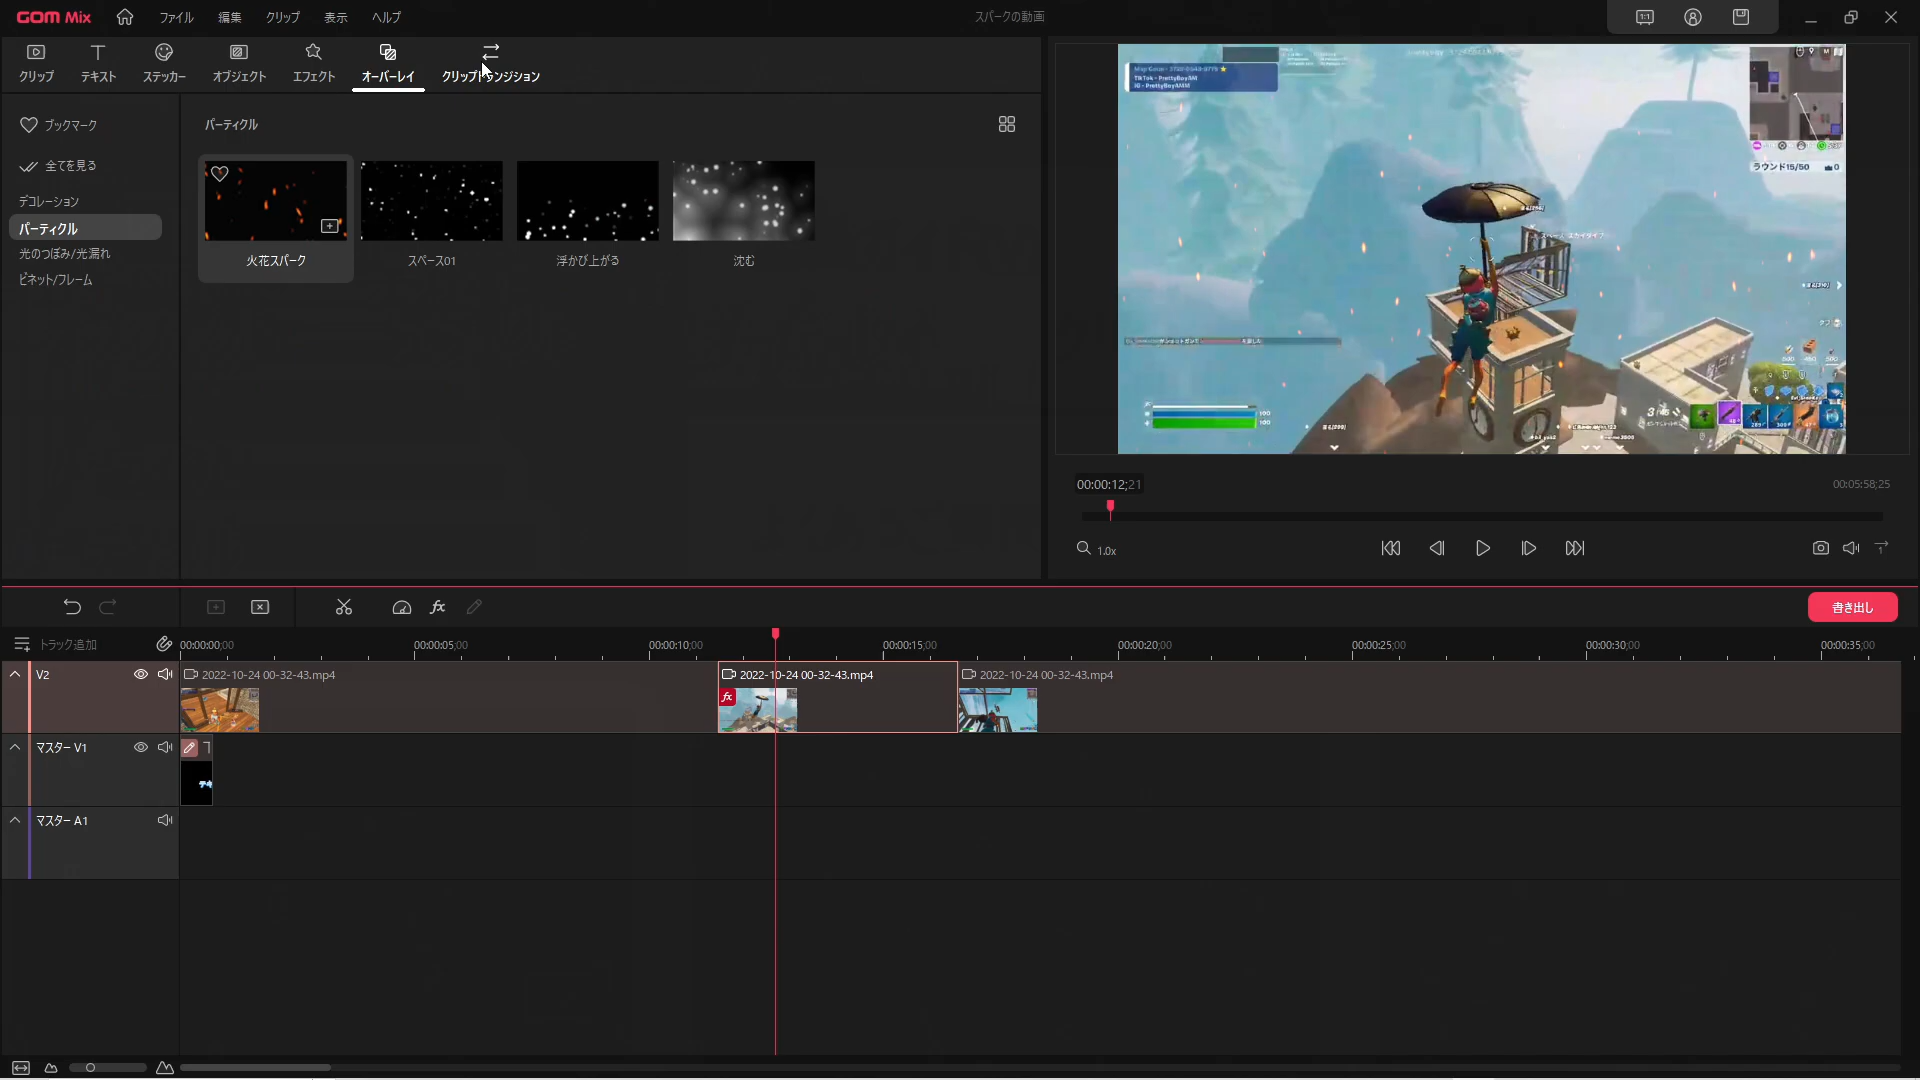 GOM Mix
ファイル
編集
クリップ
表示
ヘルプ
スパークの動画
クリップ
テキスト
ステッカー
オブジェクト
エフェクト
オーバーレイ
クリップトランジション
ブックマーク
全てを見る
デコレーション
パーティクル
光のつぼみ/光漏れ
ビネット/フレーム
パーティクル
火花スパーク
スペース01
浮かび上がる
沈む
TikTok - PrettyBoyAM
ラウンド15/50
0
100
100
00:00:12;21
00:05:58;25
1.0x
書き出し
トラック追加
00:00:00;00
00:00:05;00
00:00:10;00
00:00:15;00
00:00:20;00
00:00:25;00
00:00:30;00
00:00:35;00
V2
2022-10-24 00-32-43.mp4
2022-10-24 00-32-43.mp4
2022-10-24 00-32-43.mp4
fx
マスター V1
マスター A1